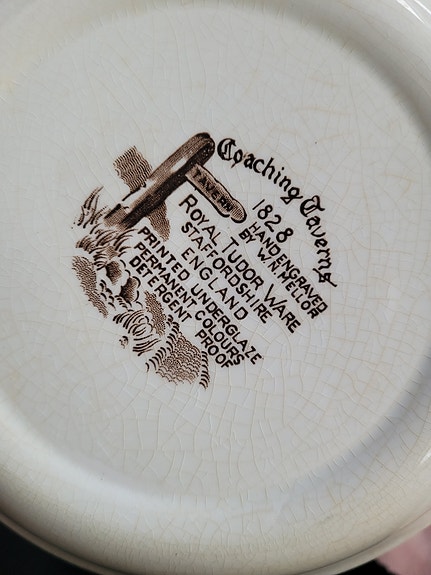 Coaching Taverns
TAVERN
1828
HAND ENGRAVED
BY W.N. MELLOR
ROYAL TUDOR WARE
STAFFORDSHIRE
ENGLAND
PRINTED UNDERGLAZE
PERMANENT COLOURS
DETERGENT PROOF